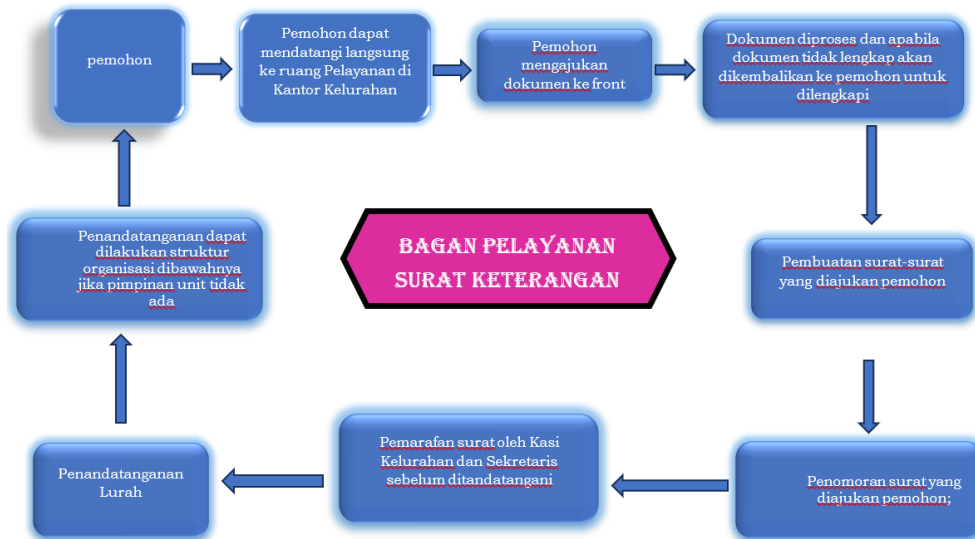 pemohon
Pemohon dapat
mendatangi langsung
ke ruang Pelayanan di
Kantor Kelurahan
Pemohon
mengajukan
dokumen ke front
Dokumen diproses dan apabila
dokumen tidak lengkap akan
dikembalikan ke pemohon untuk
dilengkapi
Penandatanganan dapat
dilakukan struktur
organisasi dibawahnya
jika pimpinan unit tidak
ada
BAGAN PELAYANAN
SURAT KETERANGAN
Pembuatan surat-surat
yang diajukan pemohon
Penandatanganan
Lurah
Pemarafan surat oleh Kasi
Kelurahan dan Sekretaris
sebelum ditandatangani
Penomoran surat yang
diajukan pemohon;